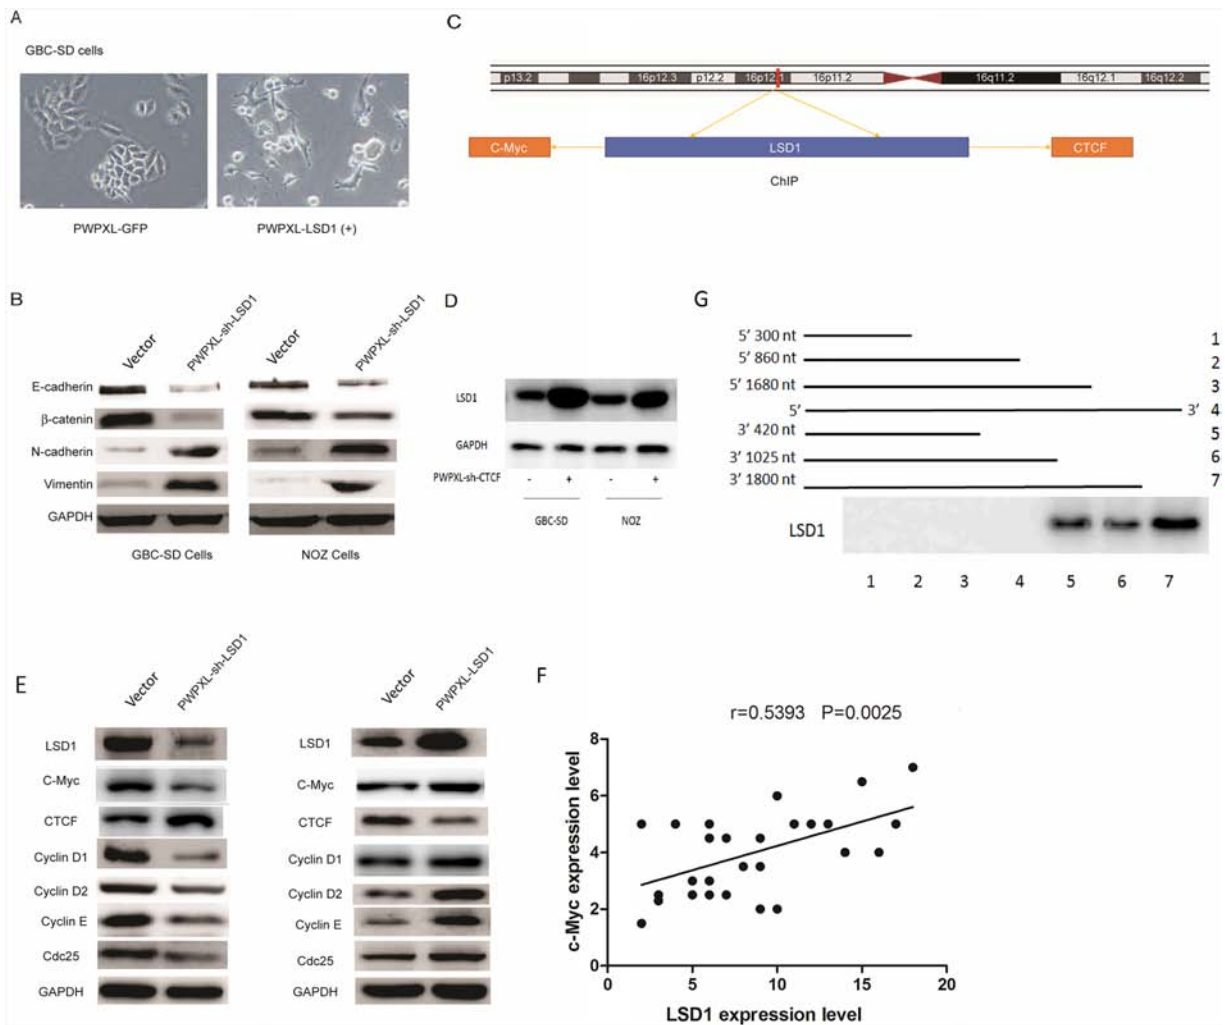 A
GBC-SD cells
PWPXL-GFP
PWPXL-LSD1 (+)
C
p13.2
16p12.3
p12.2
16p12.1
16p11.2
16q11.2
16q12.1
16q12.2
C-Myc
LSD1
CTCF
ChIP
B
Vector
PWPXL-sh-LSD1
Vector
PWPXL-sh-LSD1
E-cadherin
β-catenin
N-cadherin
Vimentin
GAPDH
GBC-SD Cells
NOZ Cells
D
LSD1
GAPDH
PWPXL-sh-CTCF
- + - +
GBC-SD
NOZ
G
5’ 300 nt 1
5’ 860 nt 2
5’ 1680 nt 3
5’ 3’ 4
3’ 420 nt 5
3’ 1025 nt 6
3’ 1800 nt 7
LSD1
1 2 3 4 5 6 7
E
Vector
PWPXL-sh-LSD1
LSD1
C-Myc
CTCF
Cyclin D1
Cyclin D2
Cyclin E
Cdc25
GAPDH
Vector
PWPXL-LSD1
LSD1
C-Myc
CTCF
Cyclin D1
Cyclin D2
Cyclin E
Cdc25
GAPDH
F
r=0.5393 P=0.0025
c-Myc expression level
8
6
4
2
0
0 5 10 15 20
LSD1 expression level